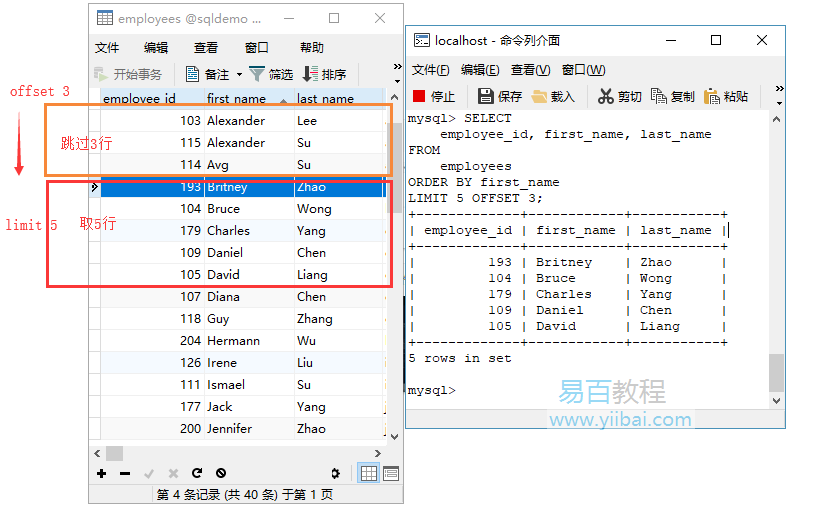 employees @sqldemo ...
文件 编辑 查看 窗口 帮助
开始事务 备注 筛选 排序 »
employee_id first_name last_name
103 Alexander Lee
115 Alexander Su
114 Avg Su
193 Britney Zhao
104 Bruce Wong
179 Charles Yang
109 Daniel Chen
105 David Liang
107 Diana Chen
118 Guy Zhang
204 Hermann Wu
126 Irene Liu
111 Ismael Su
177 Jack Yang
200 Jennifer Zhao
第 4 条记录 (共 40 条) 于第 1 页
offset 3
跳过3行
limit 5
取5行
localhost - 命令列介面
文件(F) 编辑(E) 查看(V) 窗口(W)
停止 保存 载入 剪切 复制 粘贴 »
mysql> SELECT
employee_id, first_name, last_name
FROM
employees
ORDER BY first_name
LIMIT 5 OFFSET 3;
+-------------+------------+-----------+
| employee_id | first_name | last_name |
+-------------+------------+-----------+
| 193 | Britney | Zhao |
| 104 | Bruce | Wong |
| 179 | Charles | Yang |
| 109 | Daniel | Chen |
| 105 | David | Liang |
+-------------+------------+-----------+
5 rows in set
mysql>
易百教程
www.yiibai.com